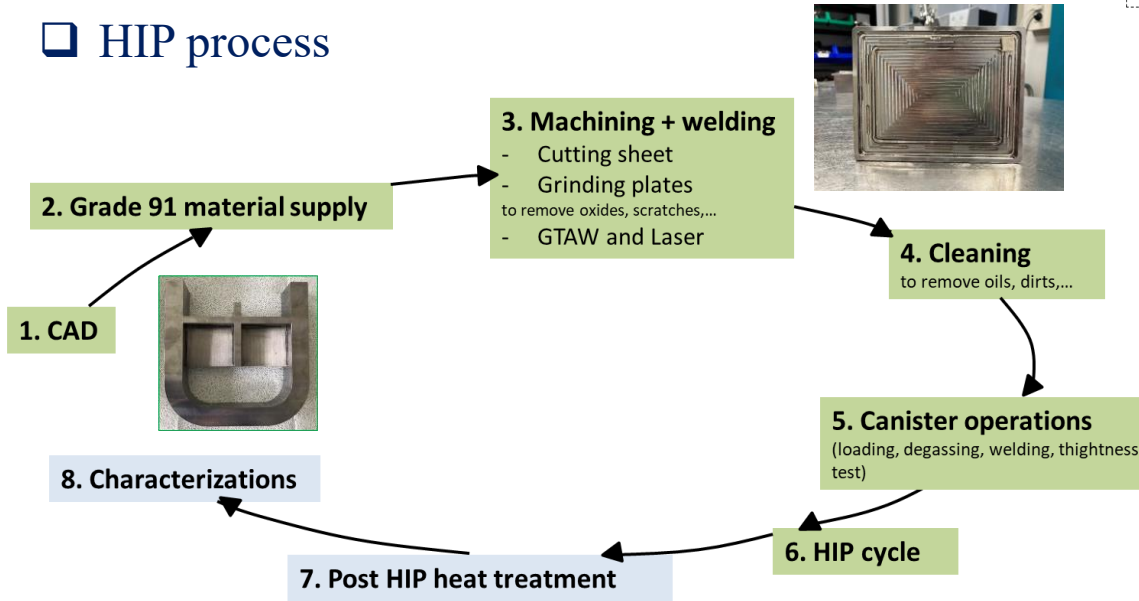 HIP process
3. Machining + welding
- Cutting sheet
- Grinding plates
to remove oxides, scratches,...
- GTAW and Laser
2. Grade 91 material supply
4. Cleaning
to remove oils, dirts,...
1. CAD
5. Canister operations
(loading, degassing, welding, thightness
test)
8. Characterizations
6. HIP cycle
7. Post HIP heat treatment